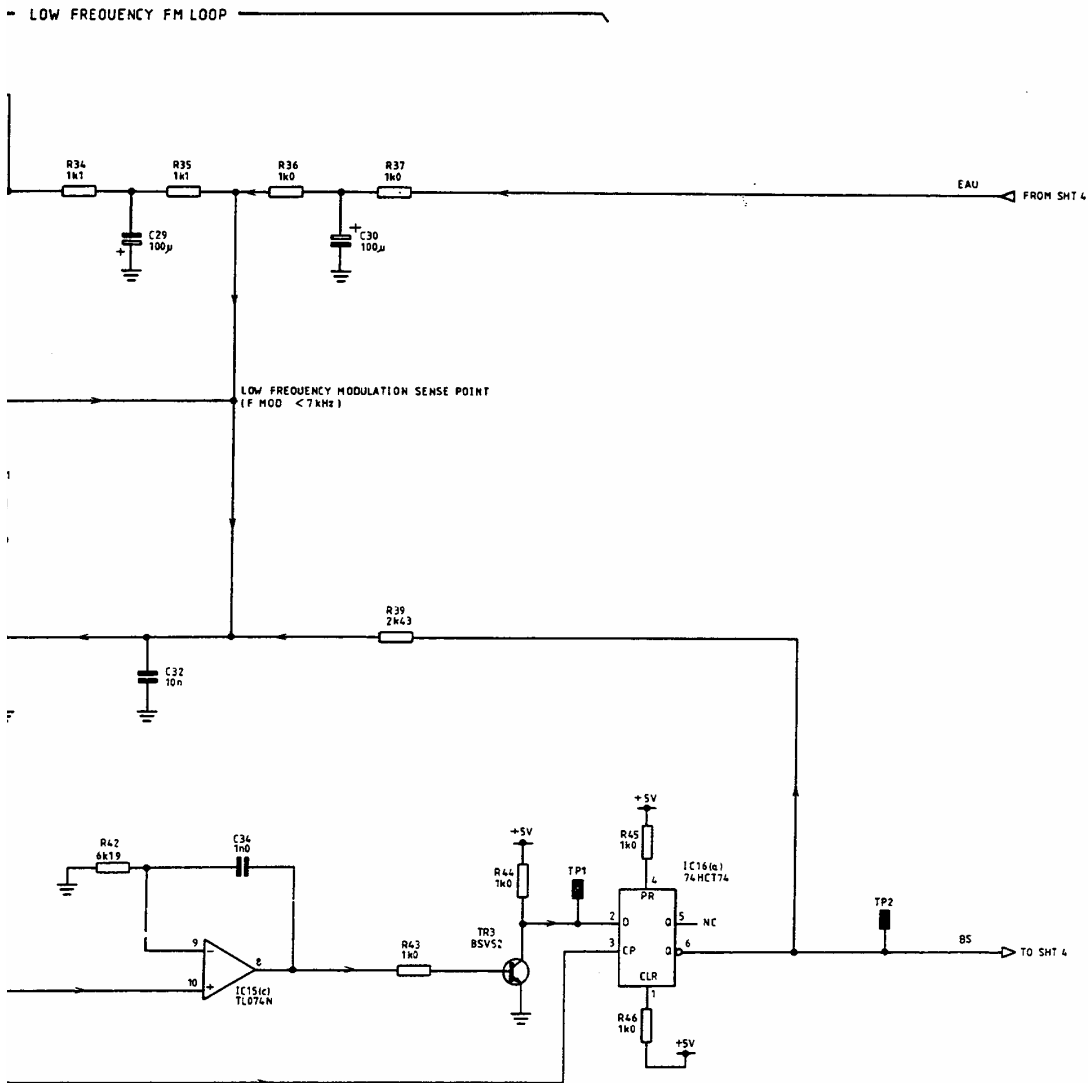 LOW FREQUENCY FM LOOP
R34
1k1
R35
1k1
R36
1k0
R37
1k0
EAU
FROM SHT 4
C29
100µ
+
+
C30
100µ
LOW FREQUENCY MODULATION SENSE POINT
(F MOD < 7kHz)
R39
2k43
C32
10n
R42
6k19
C34
1n0
9
-
10
+
8
IC15(c)
TL074N
R43
1k0
+5V
R44
1k0
TR3
BSV52
TP1
+5V
R45
1k0
IC16(a)
74HCT74
4
PR
2
D
Q
5
NC
3
CP
Q
6
CLR
1
R46
1k0
+5V
TP2
BS
TO SHT 4